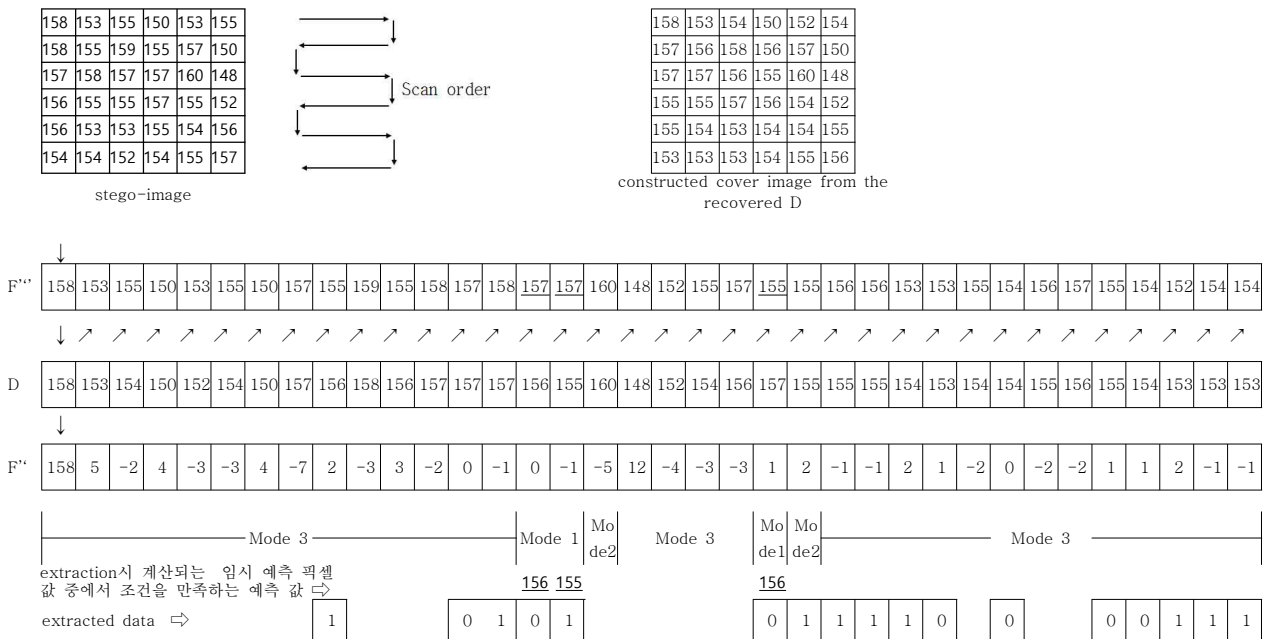 158 153 155 150 153 155
158 155 159 155 157 150
157 158 157 157 160 148
156 155 155 157 155 152
156 153 153 155 154 156
154 154 152 154 155 157
stego-image
Scan order
158 153 154 150 152 154
157 156 158 156 157 150
157 157 156 155 160 148
155 155 157 156 154 152
155 154 153 154 154 155
153 153 153 154 155 156
constructed cover image from the
recovered D
F‘‘‘ 158 153 155 150 153 155 150 157 155 159 155 158 157 158 157 157 160 148 152 155 157 155 155 156 156 153 153 155 154 156 157 155 154 152 154 154
D 158 153 154 150 152 154 150 157 156 158 156 157 157 157 156 155 160 148 152 154 156 157 155 155 155 154 153 154 154 155 156 155 154 153 153 153
F‘‘ 158 5 -2 4 -3 -3 4 -7 2 -3 3 -2 0 -1 0 -1 -5 12 -4 -3 -3 1 2 -1 -1 2 1 -2 0 -2 -2 1 1 2 -1 -1
Mode 3 Mode 1 Mo Mode 3 Mo Mo Mode 3
de2 de1 de2
extraction시 계산되는 임시 예측 픽셀
값 중에서 조건을 만족하는 예측 값 ⇨ 156 155 156
extracted data ⇨ 1 0 1 0 1 0 1 1 1 1 0 0 0 0 1 1 1